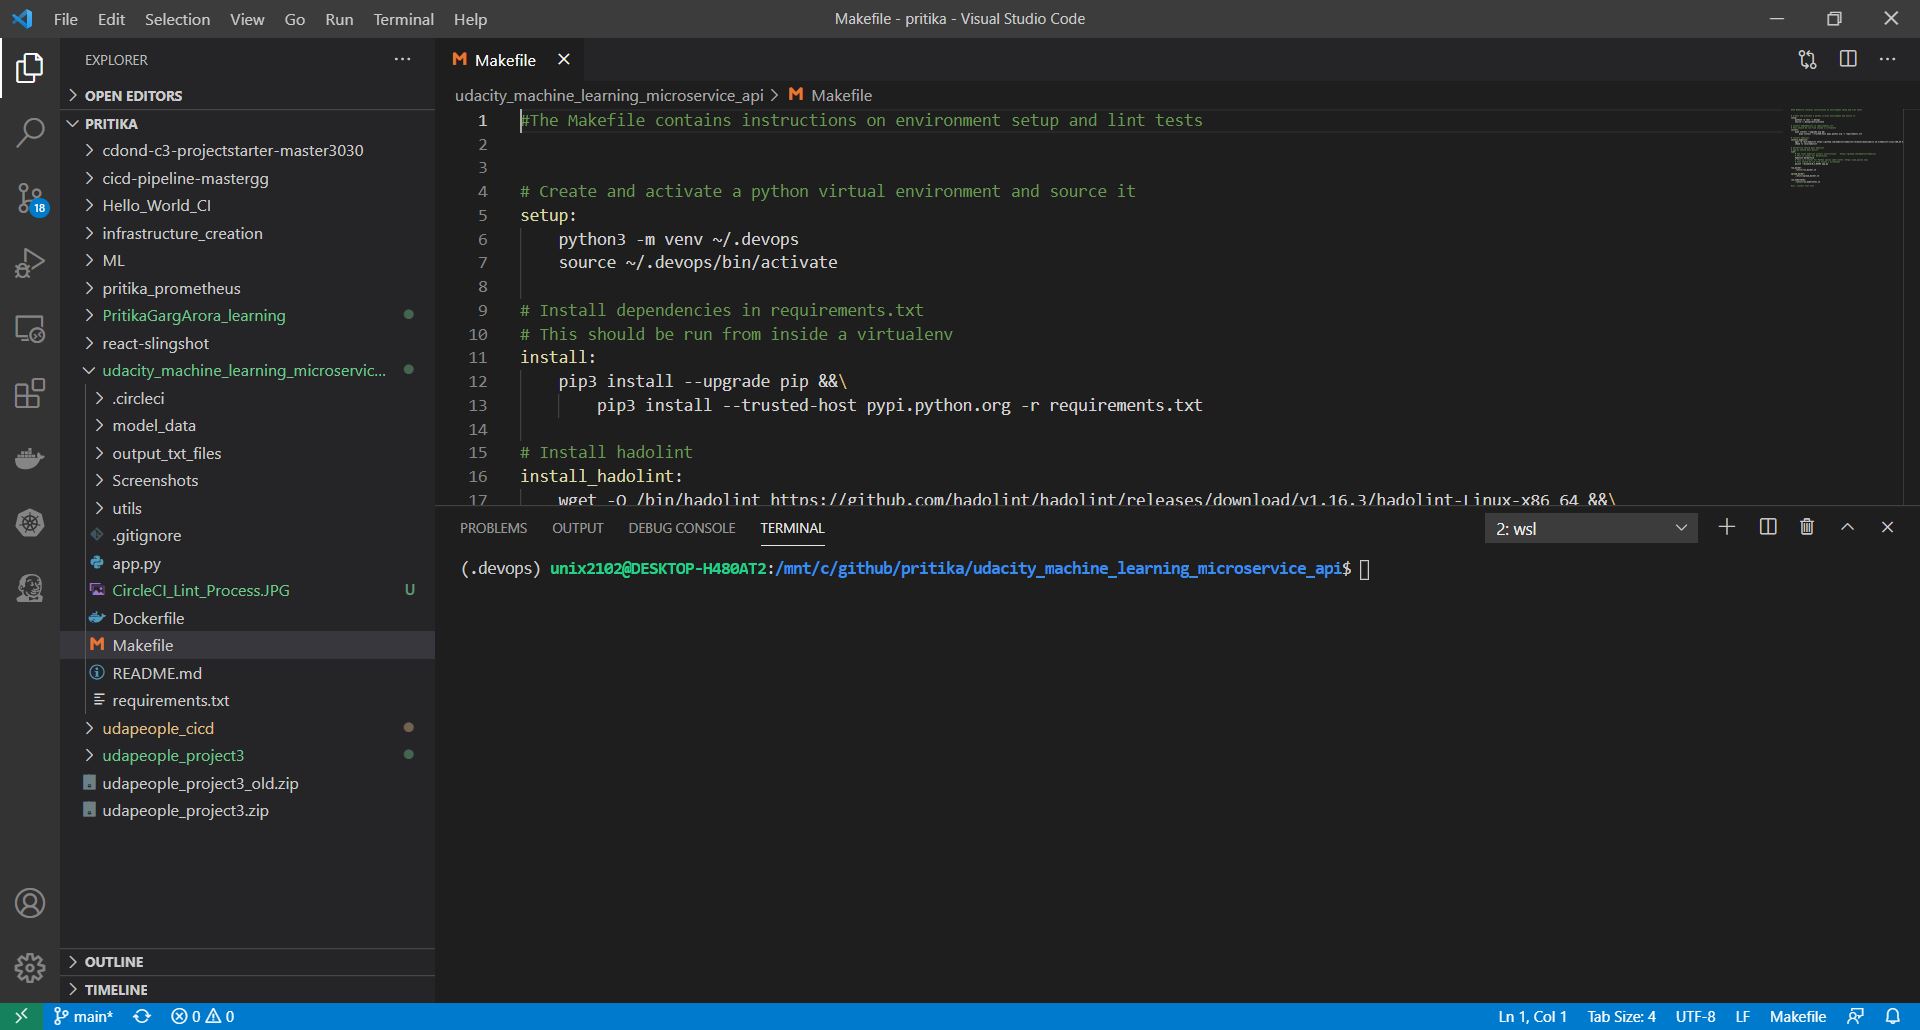 File Edit Selection View Go Run Terminal Help
Makefile - pritika - Visual Studio Code
EXPLORER
OPEN EDITORS
PRITIKA
cdond-c3-projectstarter-master3030
cicd-pipeline-mastergg
Hello_World_CI
infrastructure_creation
ML
pritika_prometheus
PritikaGargArora_learning
react-slingshot
udacity_machine_learning_microservic...
.circleci
model_data
output_txt_files
Screenshots
utils
.gitignore
app.py
CircleCI_Lint_Process.JPG U
Dockerfile
Makefile
README.md
requirements.txt
udapeople_cicd
udapeople_project3
udapeople_project3_old.zip
udapeople_project3.zip
OUTLINE
TIMELINE
18
Makefile
udacity_machine_learning_microservice_api > Makefile
1 #The Makefile contains instructions on environment setup and lint tests
2
3
4 # Create and activate a python virtual environment and source it
5 setup:
6 python3 -m venv ~/.devops
7 source ~/.devops/bin/activate
8
9 # Install dependencies in requirements.txt
10 # This should be run from inside a virtualenv
11 install:
12 pip3 install --upgrade pip &&\
13 pip3 install --trusted-host pypi.python.org -r requirements.txt
14
15 # Install hadolint
16 install_hadolint:
17 wget -O /bin/hadolint https://github.com/hadolint/hadolint/releases/download/v1.16.3/hadolint-Linux-x86_64 &&\
PROBLEMS OUTPUT DEBUG CONSOLE TERMINAL
2: wsl
(.devops) unix2102@DESKTOP-H480AT2:/mnt/c/github/pritika/udacity_machine_learning_microservice_api$
main* 0 0
Ln 1, Col 1 Tab Size: 4 UTF-8 LF Makefile